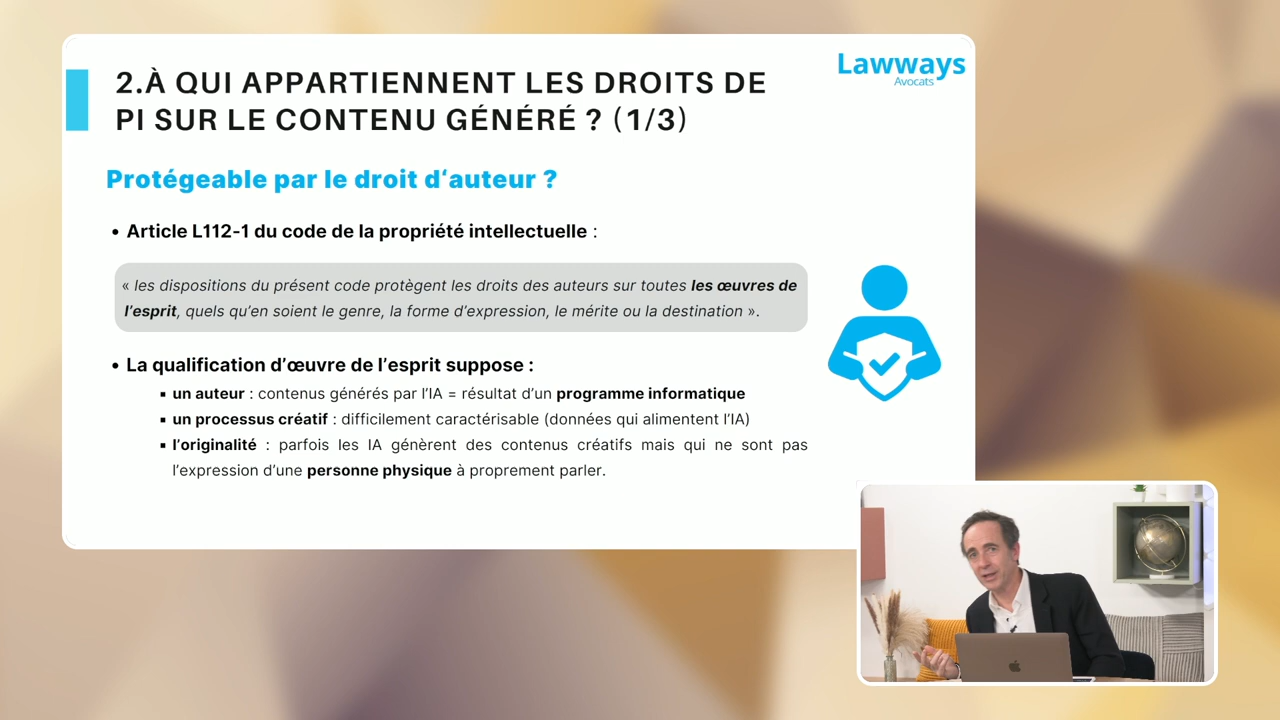 Lawways
Avocats
2.À QUI APPARTIENNENT LES DROITS DE
PI SUR LE CONTENU GÉNÉRÉ ? (1/3)
Protégeable par le droit d‘auteur ?
• Article L112-1 du code de la propriété intellectuelle :
« les dispositions du présent code protègent les droits des auteurs sur toutes les œuvres de
l’esprit, quels qu’en soient le genre, la forme d’expression, le mérite ou la destination ».
• La qualification d’œuvre de l’esprit suppose :
▪ un auteur : contenus générés par l’IA = résultat d’un programme informatique
▪ un processus créatif : difficilement caractérisable (données qui alimentent l’IA)
▪ l’originalité : parfois les IA génèrent des contenus créatifs mais qui ne sont pas
l’expression d’une personne physique à proprement parler.